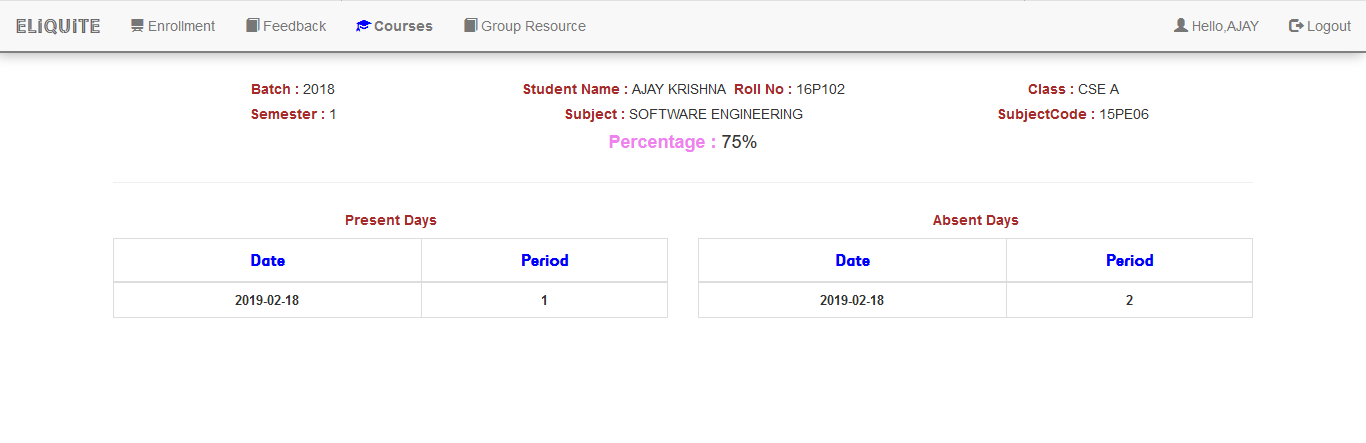 ELiQUiTE Enrollment Feedback Courses Group Resource Hello,AJAY Logout
Batch : 2018 Student Name : AJAY KRISHNA Roll No : 16P102 Class : CSE A
Semester : 1 Subject : SOFTWARE ENGINEERING SubjectCode : 15PE06
Percentage : 75%
Present Days Absent Days
Date Period Date Period
2019-02-18 1 2019-02-18 2